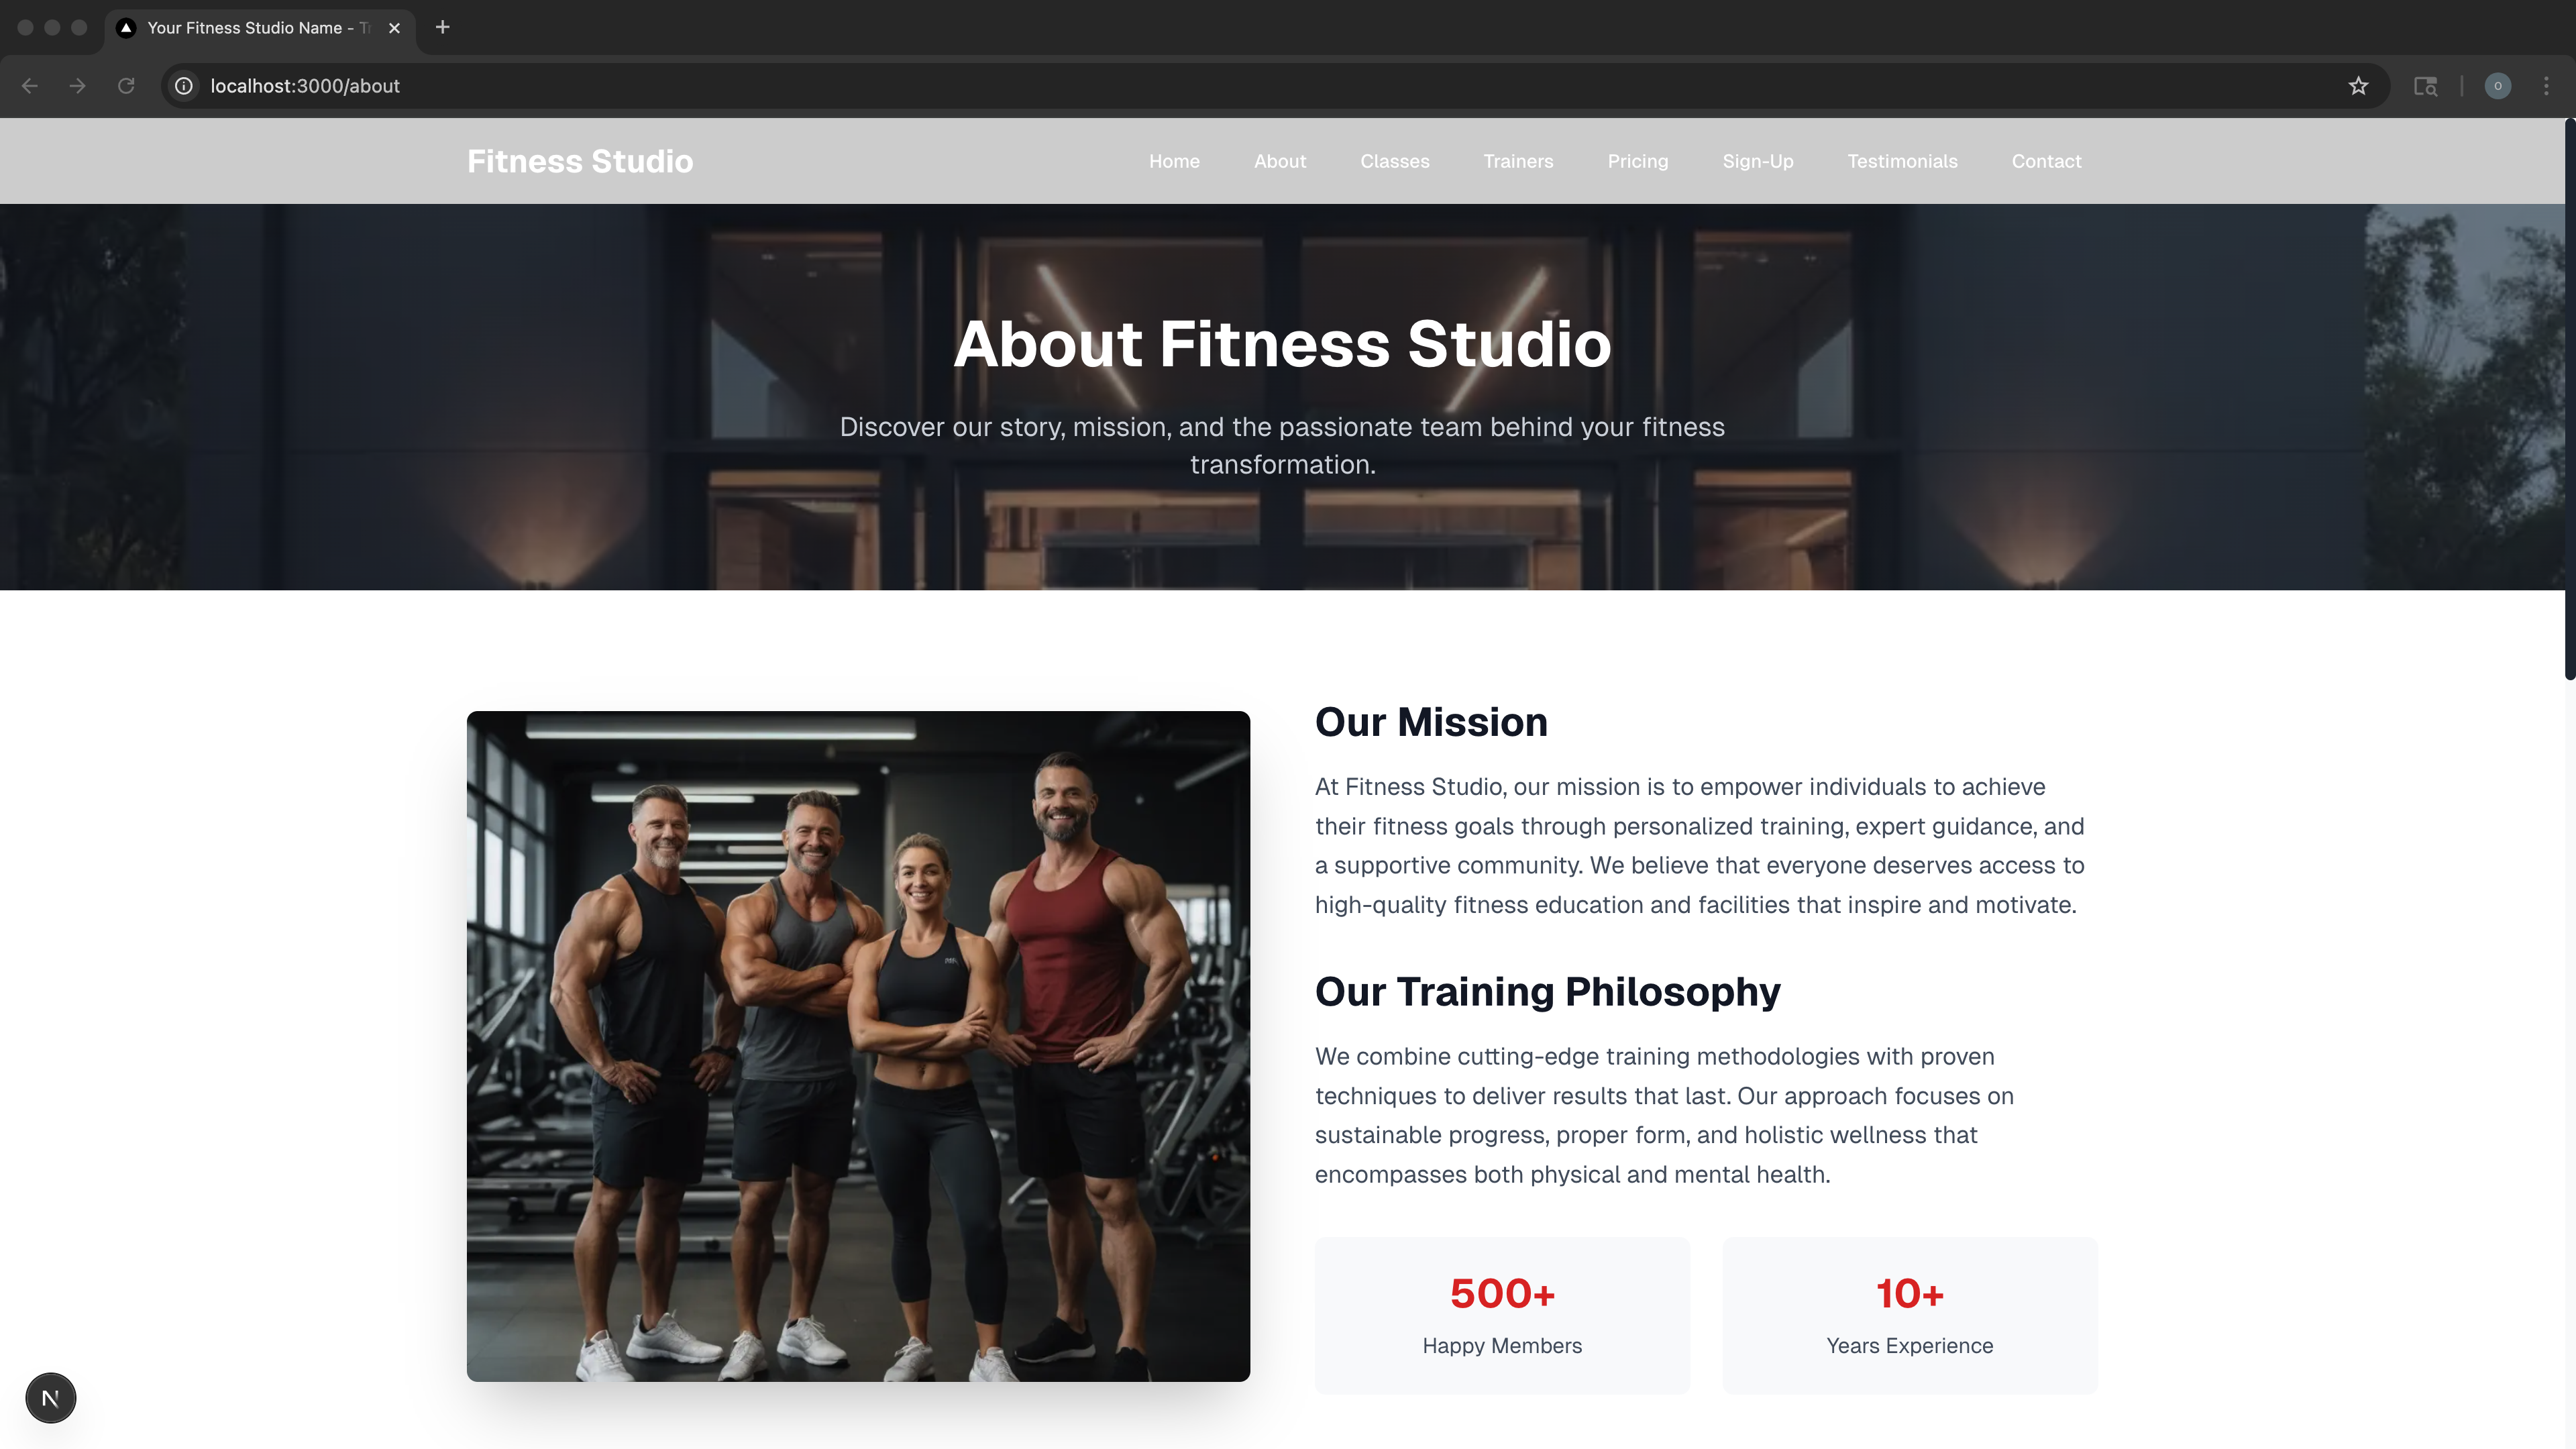 Your Fitness Studio Name - T
localhost:3000/about
Fitness Studio
Home About Classes Trainers Pricing Sign-Up Testimonials Contact
About Fitness Studio
Discover our story, mission, and the passionate team behind your fitness
transformation.
Our Mission
At Fitness Studio, our mission is to empower individuals to achieve
their fitness goals through personalized training, expert guidance, and
a supportive community. We believe that everyone deserves access to
high-quality fitness education and facilities that inspire and motivate.
Our Training Philosophy
We combine cutting-edge training methodologies with proven
techniques to deliver results that last. Our approach focuses on
sustainable progress, proper form, and holistic wellness that
encompasses both physical and mental health.
500+
Happy Members
10+
Years Experience
N